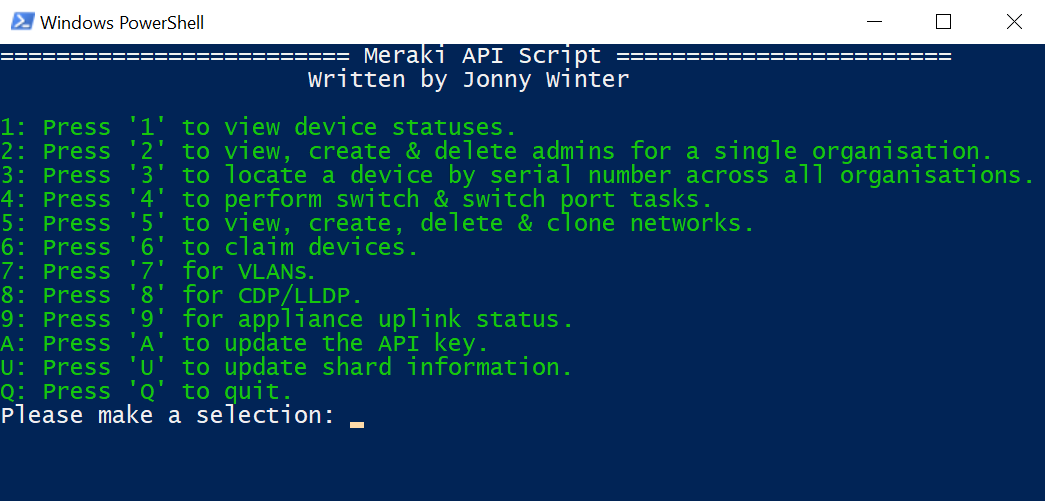 Windows PowerShell
========================= Meraki API Script ========================
Written by Jonny Winter
1: Press '1' to view device statuses.
2: Press '2' to view, create & delete admins for a single organisation.
3: Press '3' to locate a device by serial number across all organisations.
4: Press '4' to perform switch & switch port tasks.
5: Press '5' to view, create, delete & clone networks.
6: Press '6' to claim devices.
7: Press '7' for VLANs.
8: Press '8' for CDP/LLDP.
9: Press '9' for appliance uplink status.
A: Press 'A' to update the API key.
U: Press 'U' to update shard information.
Q: Press 'Q' to quit.
Please make a selection: